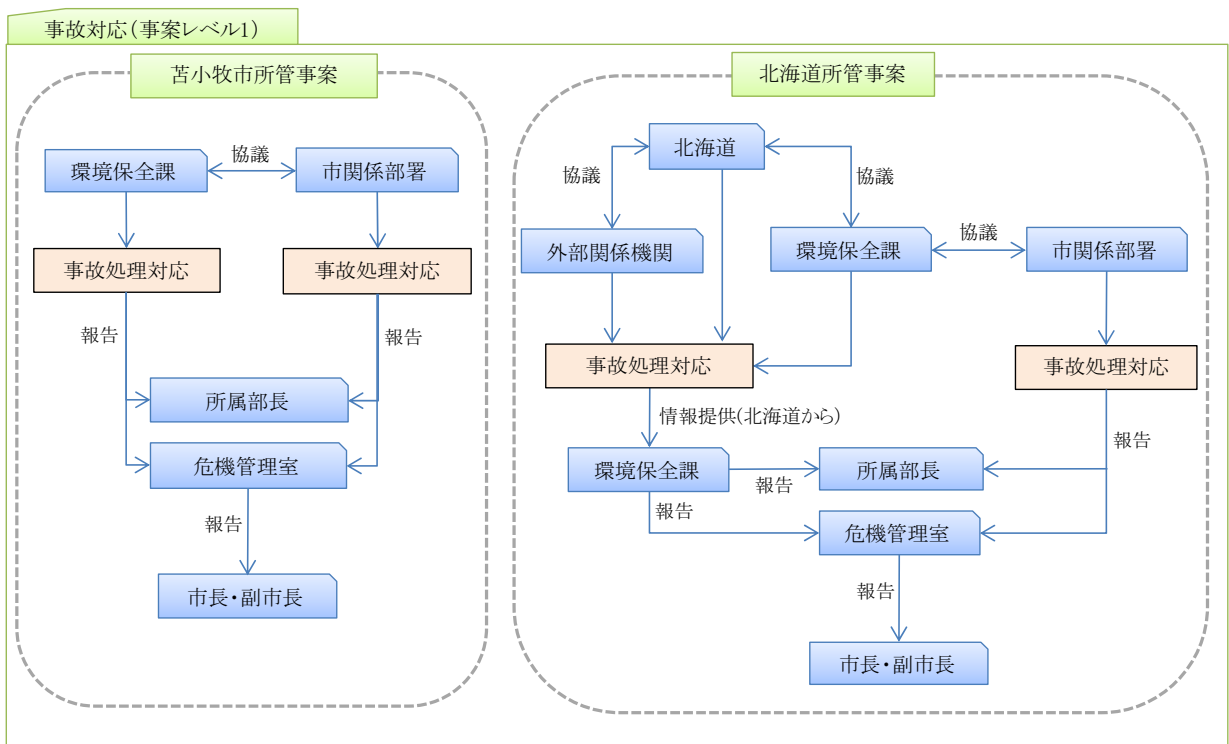 事故対応(事案レベル1)
苫小牧市所管事案
環境保全課
協議
市関係部署
事故処理対応
事故処理対応
報告
報告
所属部長
危機管理室
報告
市長・副市長
北海道所管事案
北海道
協議
協議
外部関係機関
環境保全課
協議
市関係部署
事故処理対応
事故処理対応
情報提供(北海道から)
報告
環境保全課
報告
所属部長
報告
危機管理室
報告
市長・副市長